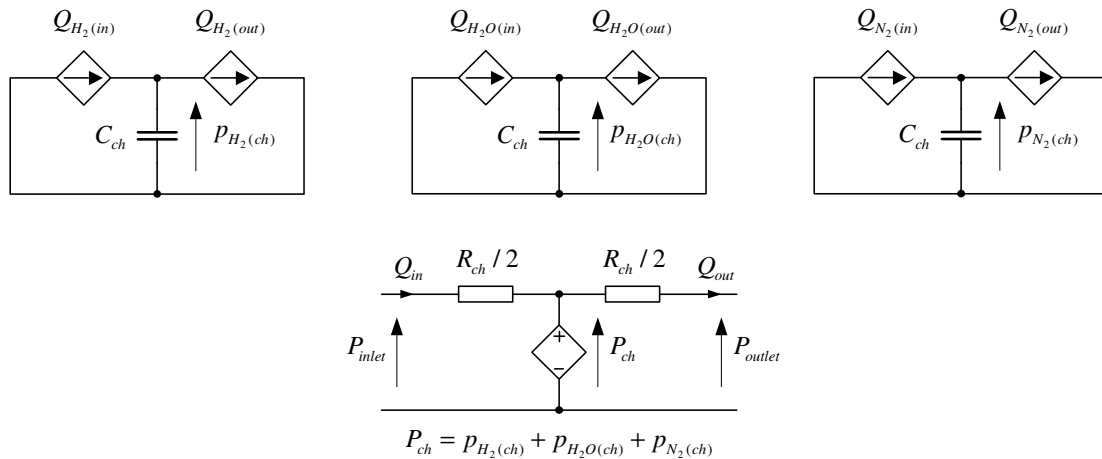 Q_{H_2(in)} Q_{H_2(out)} Q_{H_2O(in)} Q_{H_2O(out)} Q_{N_2(in)} Q_{N_2(out)}
C_{ch} p_{H_2(ch)} C_{ch} p_{H_2O(ch)} C_{ch} p_{N_2(ch)}
Q_{in} R_{ch} / 2 R_{ch} / 2 Q_{out}
P_{inlet} + − P_{ch} P_{outlet}
P_{ch} = p_{H_2(ch)} + p_{H_2O(ch)} + p_{N_2(ch)}